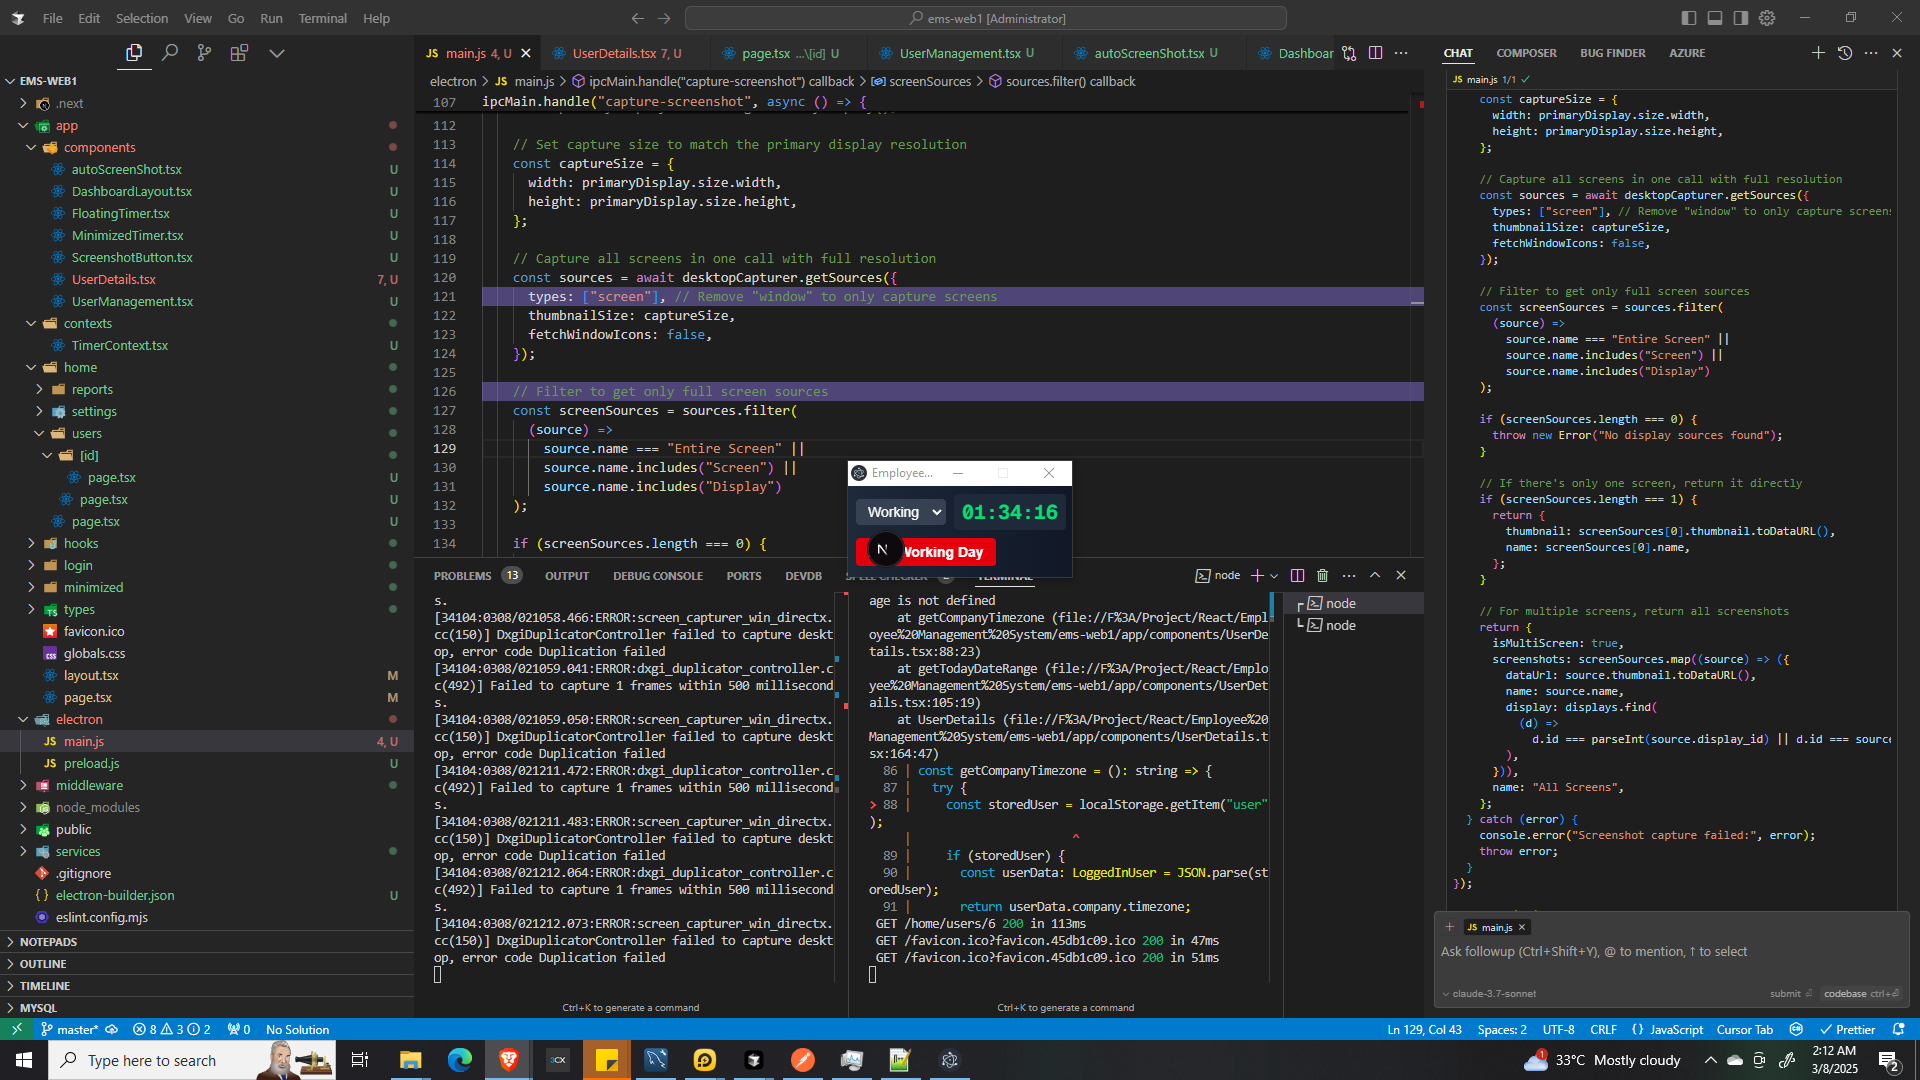 File Edit Selection View Go Run Terminal Help
ems-web1 [Administrator]
EMS-WEB1
.next
app
components
autoScreenShot.tsx U
DashboardLayout.tsx U
FloatingTimer.tsx U
MinimizedTimer.tsx U
ScreenshotButton.tsx U
UserDetails.tsx 7, U
UserManagement.tsx U
contexts
TimerContext.tsx U
home
reports
settings
users
[id]
page.tsx U
page.tsx U
page.tsx U
hooks
login
minimized
types
favicon.ico
globals.css
layout.tsx M
page.tsx M
electron
main.js 4, U
preload.js U
middleware
node_modules
public
services
.gitignore
electron-builder.json U
eslint.config.mjs
NOTEPADS
OUTLINE
TIMELINE
MYSQL
JS main.js 4, U
UserDetails.tsx 7, U
page.tsx ...\[id] U
UserManagement.tsx U
autoScreenShot.tsx U
Dashboar
electron > JS main.js > ipcMain.handle("capture-screenshot") callback > screenSources > sources.filter() callback
107 ipcMain.handle("capture-screenshot", async () => {
112
113 // Set capture size to match the primary display resolution
114 const captureSize = {
115 width: primaryDisplay.size.width,
116 height: primaryDisplay.size.height,
117 };
118
119 // Capture all screens in one call with full resolution
120 const sources = await desktopCapturer.getSources({
121 types: ["screen"], // Remove "window" to only capture screens
122 thumbnailSize: captureSize,
123 fetchWindowIcons: false,
124 });
125
126 // Filter to get only full screen sources
127 const screenSources = sources.filter(
128 (source) =>
129 source.name === "Entire Screen" ||
130 source.name.includes("Screen") ||
131 source.name.includes("Display")
132 );
133
134 if (screenSources.length === 0) {
Employee...
Working 01:34:16
N Working Day
PROBLEMS 13 OUTPUT DEBUG CONSOLE PORTS DEVDB SPELL CHECKER TERMINAL
node
node
node
s.
[34104:0308/021058.466:ERROR:screen_capturer_win_directx.
cc(150)] DxgiDuplicatorController failed to capture deskt
op, error code Duplication failed
[34104:0308/021059.041:ERROR:dxgi_duplicator_controller.c
c(492)] Failed to capture 1 frames within 500 millisecond
s.
[34104:0308/021059.050:ERROR:screen_capturer_win_directx.
cc(150)] DxgiDuplicatorController failed to capture deskt
op, error code Duplication failed
[34104:0308/021211.472:ERROR:dxgi_duplicator_controller.c
c(492)] Failed to capture 1 frames within 500 millisecond
s.
[34104:0308/021211.483:ERROR:screen_capturer_win_directx.
cc(150)] DxgiDuplicatorController failed to capture deskt
op, error code Duplication failed
[34104:0308/021212.064:ERROR:dxgi_duplicator_controller.c
c(492)] Failed to capture 1 frames within 500 millisecond
s.
[34104:0308/021212.073:ERROR:screen_capturer_win_directx.
cc(150)] DxgiDuplicatorController failed to capture deskt
op, error code Duplication failed
Ctrl+K to generate a command
age is not defined
at getCompanyTimezone (file://F%3A/Project/React/Empl
oyee%20Management%20System/ems-web1/app/components/UserDe
tails.tsx:88:23)
at getTodayDateRange (file://F%3A/Project/React/Emplo
yee%20Management%20System/ems-web1/app/components/UserDet
ails.tsx:105:19)
at UserDetails (file://F%3A/Project/React/Employee%20
Management%20System/ems-web1/app/components/UserDetails.t
sx:164:47)
86 | const getCompanyTimezone = (): string => {
87 | try {
> 88 | const storedUser = localStorage.getItem("user"
);
| ^
89 | if (storedUser) {
90 | const userData: LoggedInUser = JSON.parse(st
oredUser);
91 | return userData.company.timezone;
GET /home/users/6 200 in 113ms
GET /favicon.ico?favicon.45db1c09.ico 200 in 47ms
GET /favicon.ico?favicon.45db1c09.ico 200 in 51ms
Ctrl+K to generate a command
CHAT COMPOSER BUG FINDER AZURE
JS main.js 1/1
const captureSize = {
width: primaryDisplay.size.width,
height: primaryDisplay.size.height,
};
// Capture all screens in one call with full resolution
const sources = await desktopCapturer.getSources({
types: ["screen"], // Remove "window" to only capture screens
thumbnailSize: captureSize,
fetchWindowIcons: false,
});
// Filter to get only full screen sources
const screenSources = sources.filter(
(source) =>
source.name === "Entire Screen" ||
source.name.includes("Screen") ||
source.name.includes("Display")
);
if (screenSources.length === 0) {
throw new Error("No display sources found");
}
// If there's only one screen, return it directly
if (screenSources.length === 1) {
return {
thumbnail: screenSources[0].thumbnail.toDataURL(),
name: screenSources[0].name,
};
}
// For multiple screens, return all screenshots
return {
isMultiScreen: true,
screenshots: screenSources.map((source) => ({
dataUrl: source.thumbnail.toDataURL(),
name: source.name,
display: displays.find(
(d) =>
d.id === parseInt(source.display_id) || d.id === sourc
),
})),
name: "All Screens",
};
} catch (error) {
console.error("Screenshot capture failed:", error);
throw error;
}
});
+ JS main.js ×
Ask followup (Ctrl+Shift+Y), @ to mention, ↑ to select
claude-3.7-sonnet
submit codebase ctrl+
master* 8 3 2 0 No Solution
Ln 129, Col 43 Spaces: 2 UTF-8 CRLF {} JavaScript Cursor Tab Prettier
Type here to search
33°C Mostly cloudy
2:12 AM
3/8/2025
2